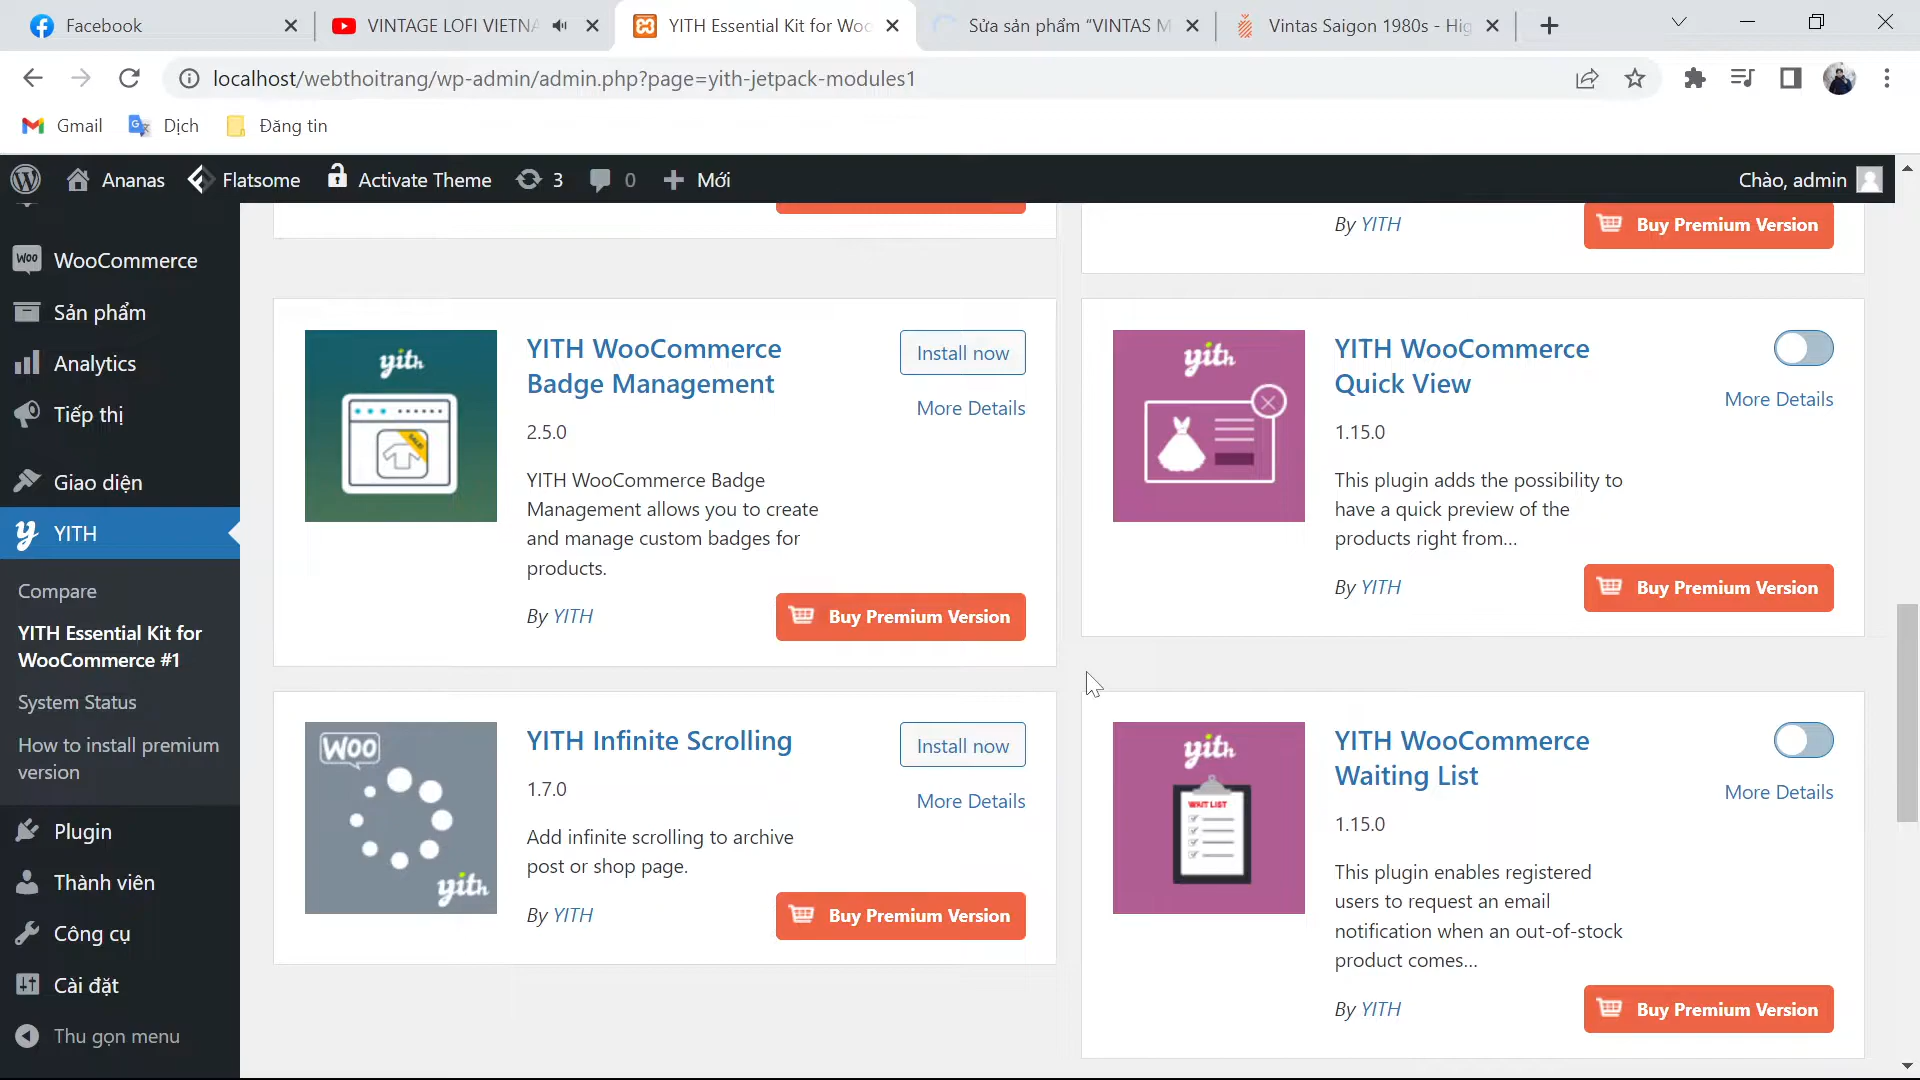 Facebook
VINTAGE LOFI VIETNA
YITH Essential Kit for Woo
Sửa sản phẩm “VINTAS M
Vintas Saigon 1980s - Hig
localhost/webthoitrang/wp-admin/admin.php?page=yith-jetpack-modules1
Gmail
Dịch
Đăng tin
Ananas
Flatsome
Activate Theme
3
0
Mới
Chào, admin
WooCommerce
Sản phẩm
Analytics
Tiếp thị
Giao diện
YITH
Compare
YITH Essential Kit for
WooCommerce #1
System Status
How to install premium
version
Plugin
Thành viên
Công cụ
Cài đặt
Thu gọn menu
By YITH
Buy Premium Version
yith
YITH WooCommerce
Badge Management
Install now
More Details
2.5.0
YITH WooCommerce Badge
Management allows you to create
and manage custom badges for
products.
By YITH
Buy Premium Version
yith
YITH WooCommerce
Quick View
More Details
1.15.0
This plugin adds the possibility to
have a quick preview of the
products right from...
By YITH
Buy Premium Version
WOO
yith
YITH Infinite Scrolling
Install now
More Details
1.7.0
Add infinite scrolling to archive
post or shop page.
By YITH
Buy Premium Version
yith
WAIT LIST
YITH WooCommerce
Waiting List
More Details
1.15.0
This plugin enables registered
users to request an email
notification when an out-of-stock
product comes...
By YITH
Buy Premium Version